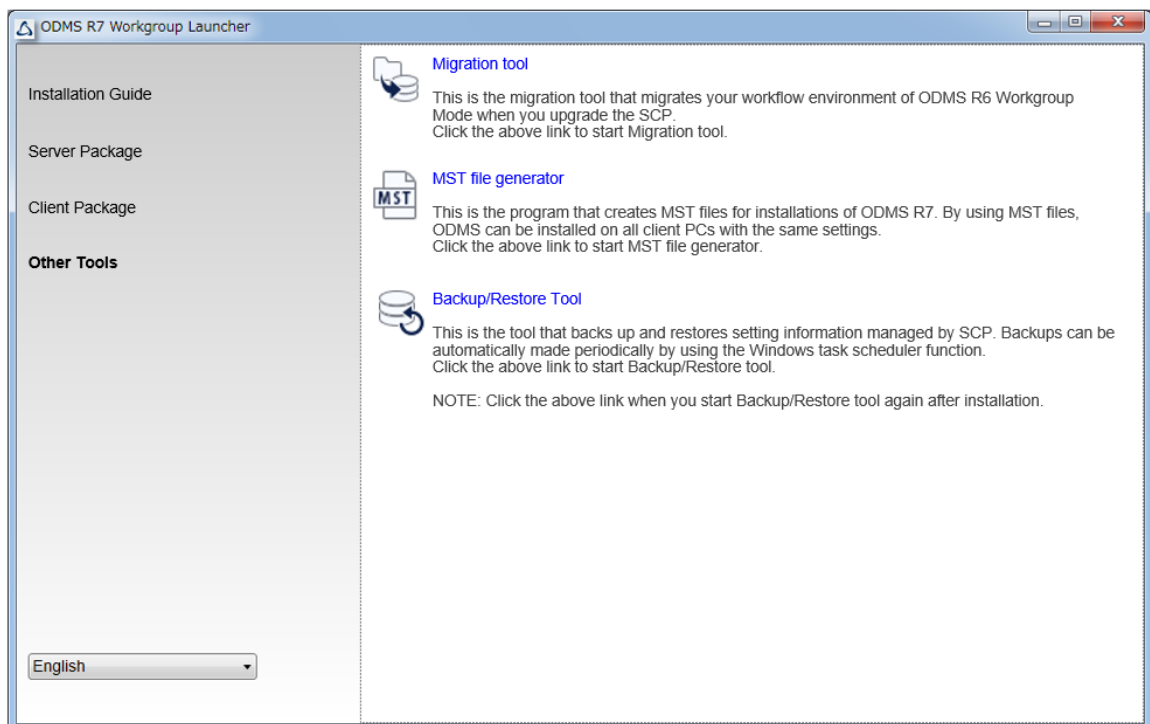 ODMS R7 Workgroup Launcher
Installation Guide
Server Package
Client Package
Other Tools
English
Migration tool
This is the migration tool that migrates your workflow environment of ODMS R6 Workgroup
Mode when you upgrade the SCP.
Click the above link to start Migration tool.
MST
MST file generator
This is the program that creates MST files for installations of ODMS R7. By using MST files,
ODMS can be installed on all client PCs with the same settings.
Click the above link to start MST file generator.
Backup/Restore Tool
This is the tool that backs up and restores setting information managed by SCP. Backups can be
automatically made periodically by using the Windows task scheduler function.
Click the above link to start Backup/Restore tool.
NOTE: Click the above link when you start Backup/Restore tool again after installation.